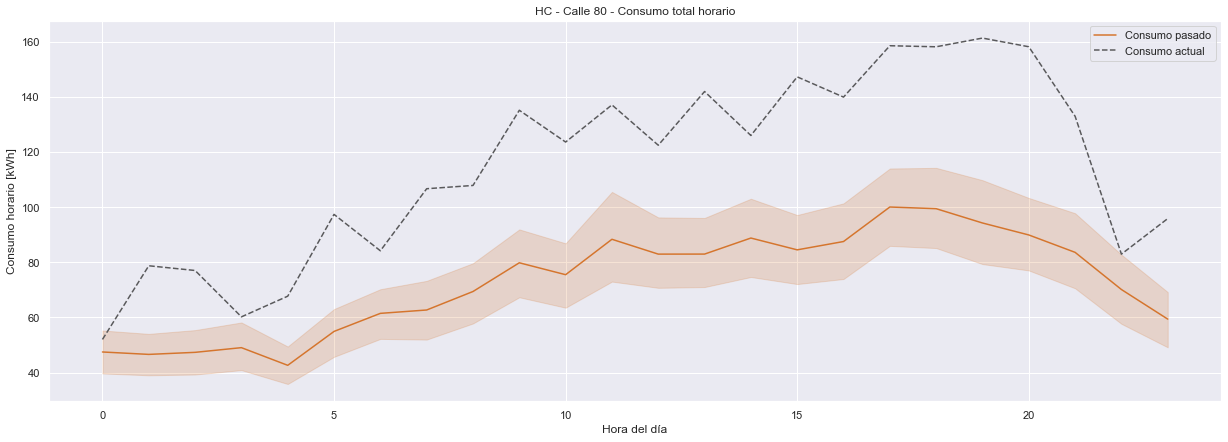 HC - Calle 80 - Consumo total horario
Consumo pasado
Consumo actual
Consumo horario [kWh]
160
140
120
100
80
60
40
0
5
10
15
20
Hora del día